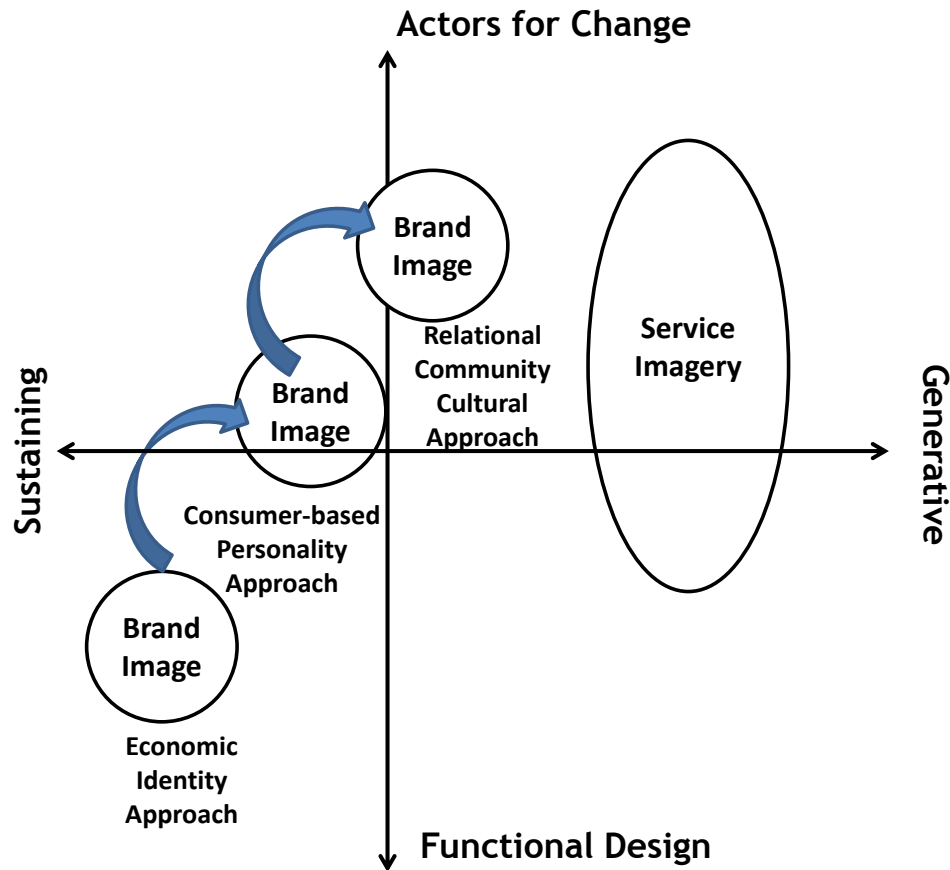 Actors for Change
Brand
Image
Relational
Community
Cultural
Approach
Service
Imagery
Sustaining
Generative
Brand
Image
Consumer-based
Personality
Approach
Brand
Image
Economic
Identity
Approach
Functional Design